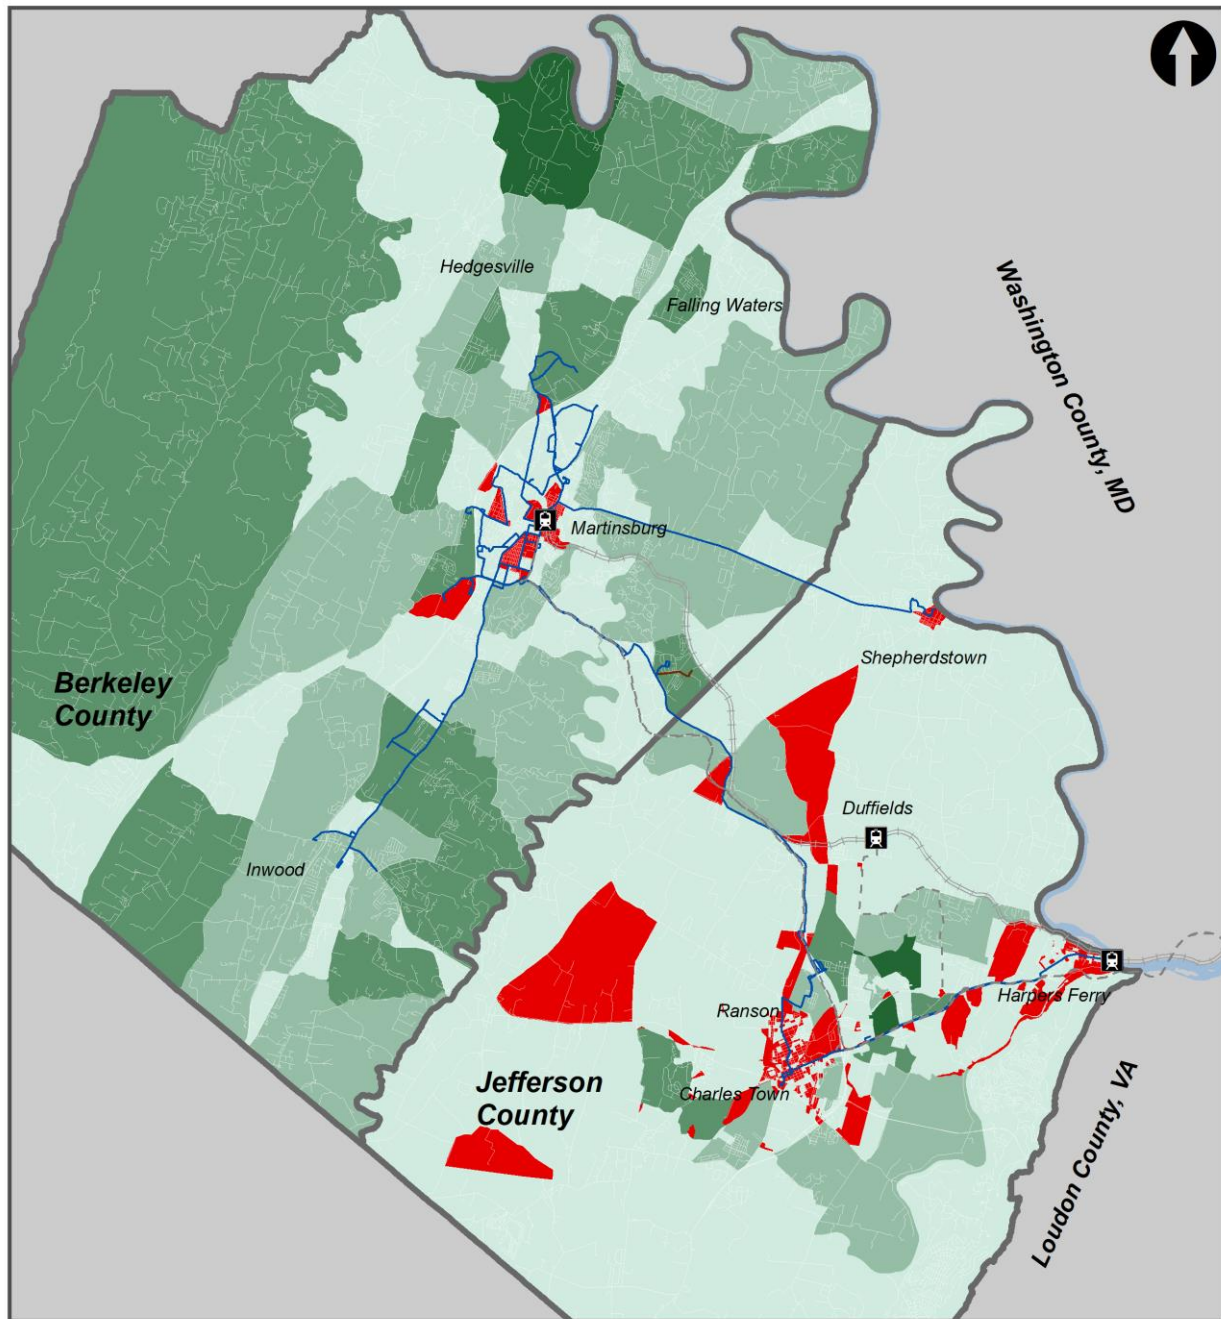 Hedgesville
Falling Waters
Washington County, MD
Martinsburg
Shepherdstown
Berkeley
County
Duffields
Inwood
Harpers Ferry
Ranson
Jefferson
County
Charles Town
Loudon County, VA